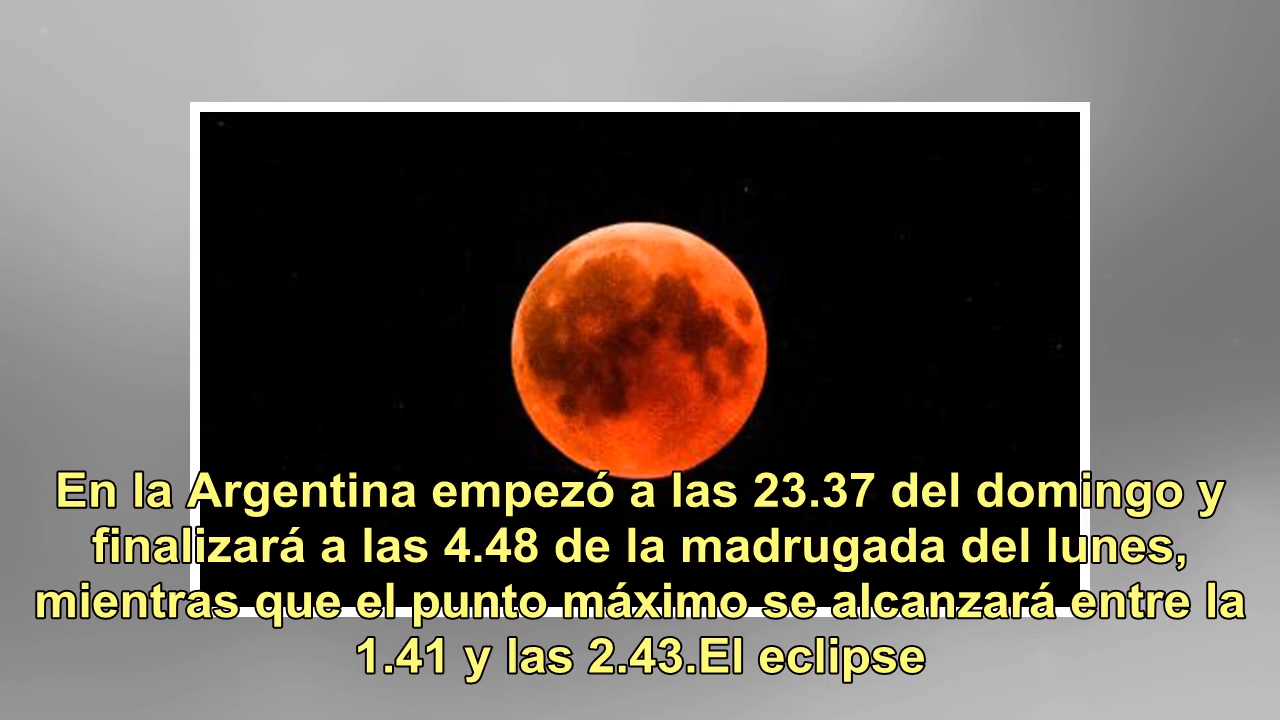 En la Argentina empezó a las 23.37 del domingo y
finalizará a las 4.48 de la madrugada del lunes,
mientras que el punto máximo se alcanzará entre la
1.41 y las 2.43.El eclipse